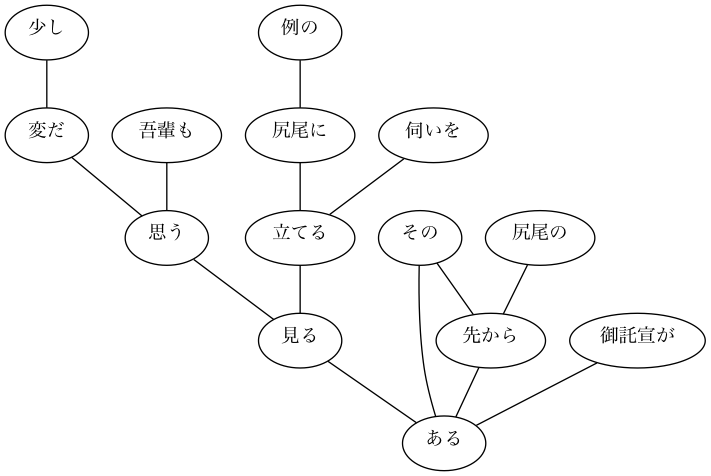 少し
例の
変だ
吾輩も
尻尾に
伺いを
思う
立てる
その
尻尾の
見る
先から
御託宣が
ある